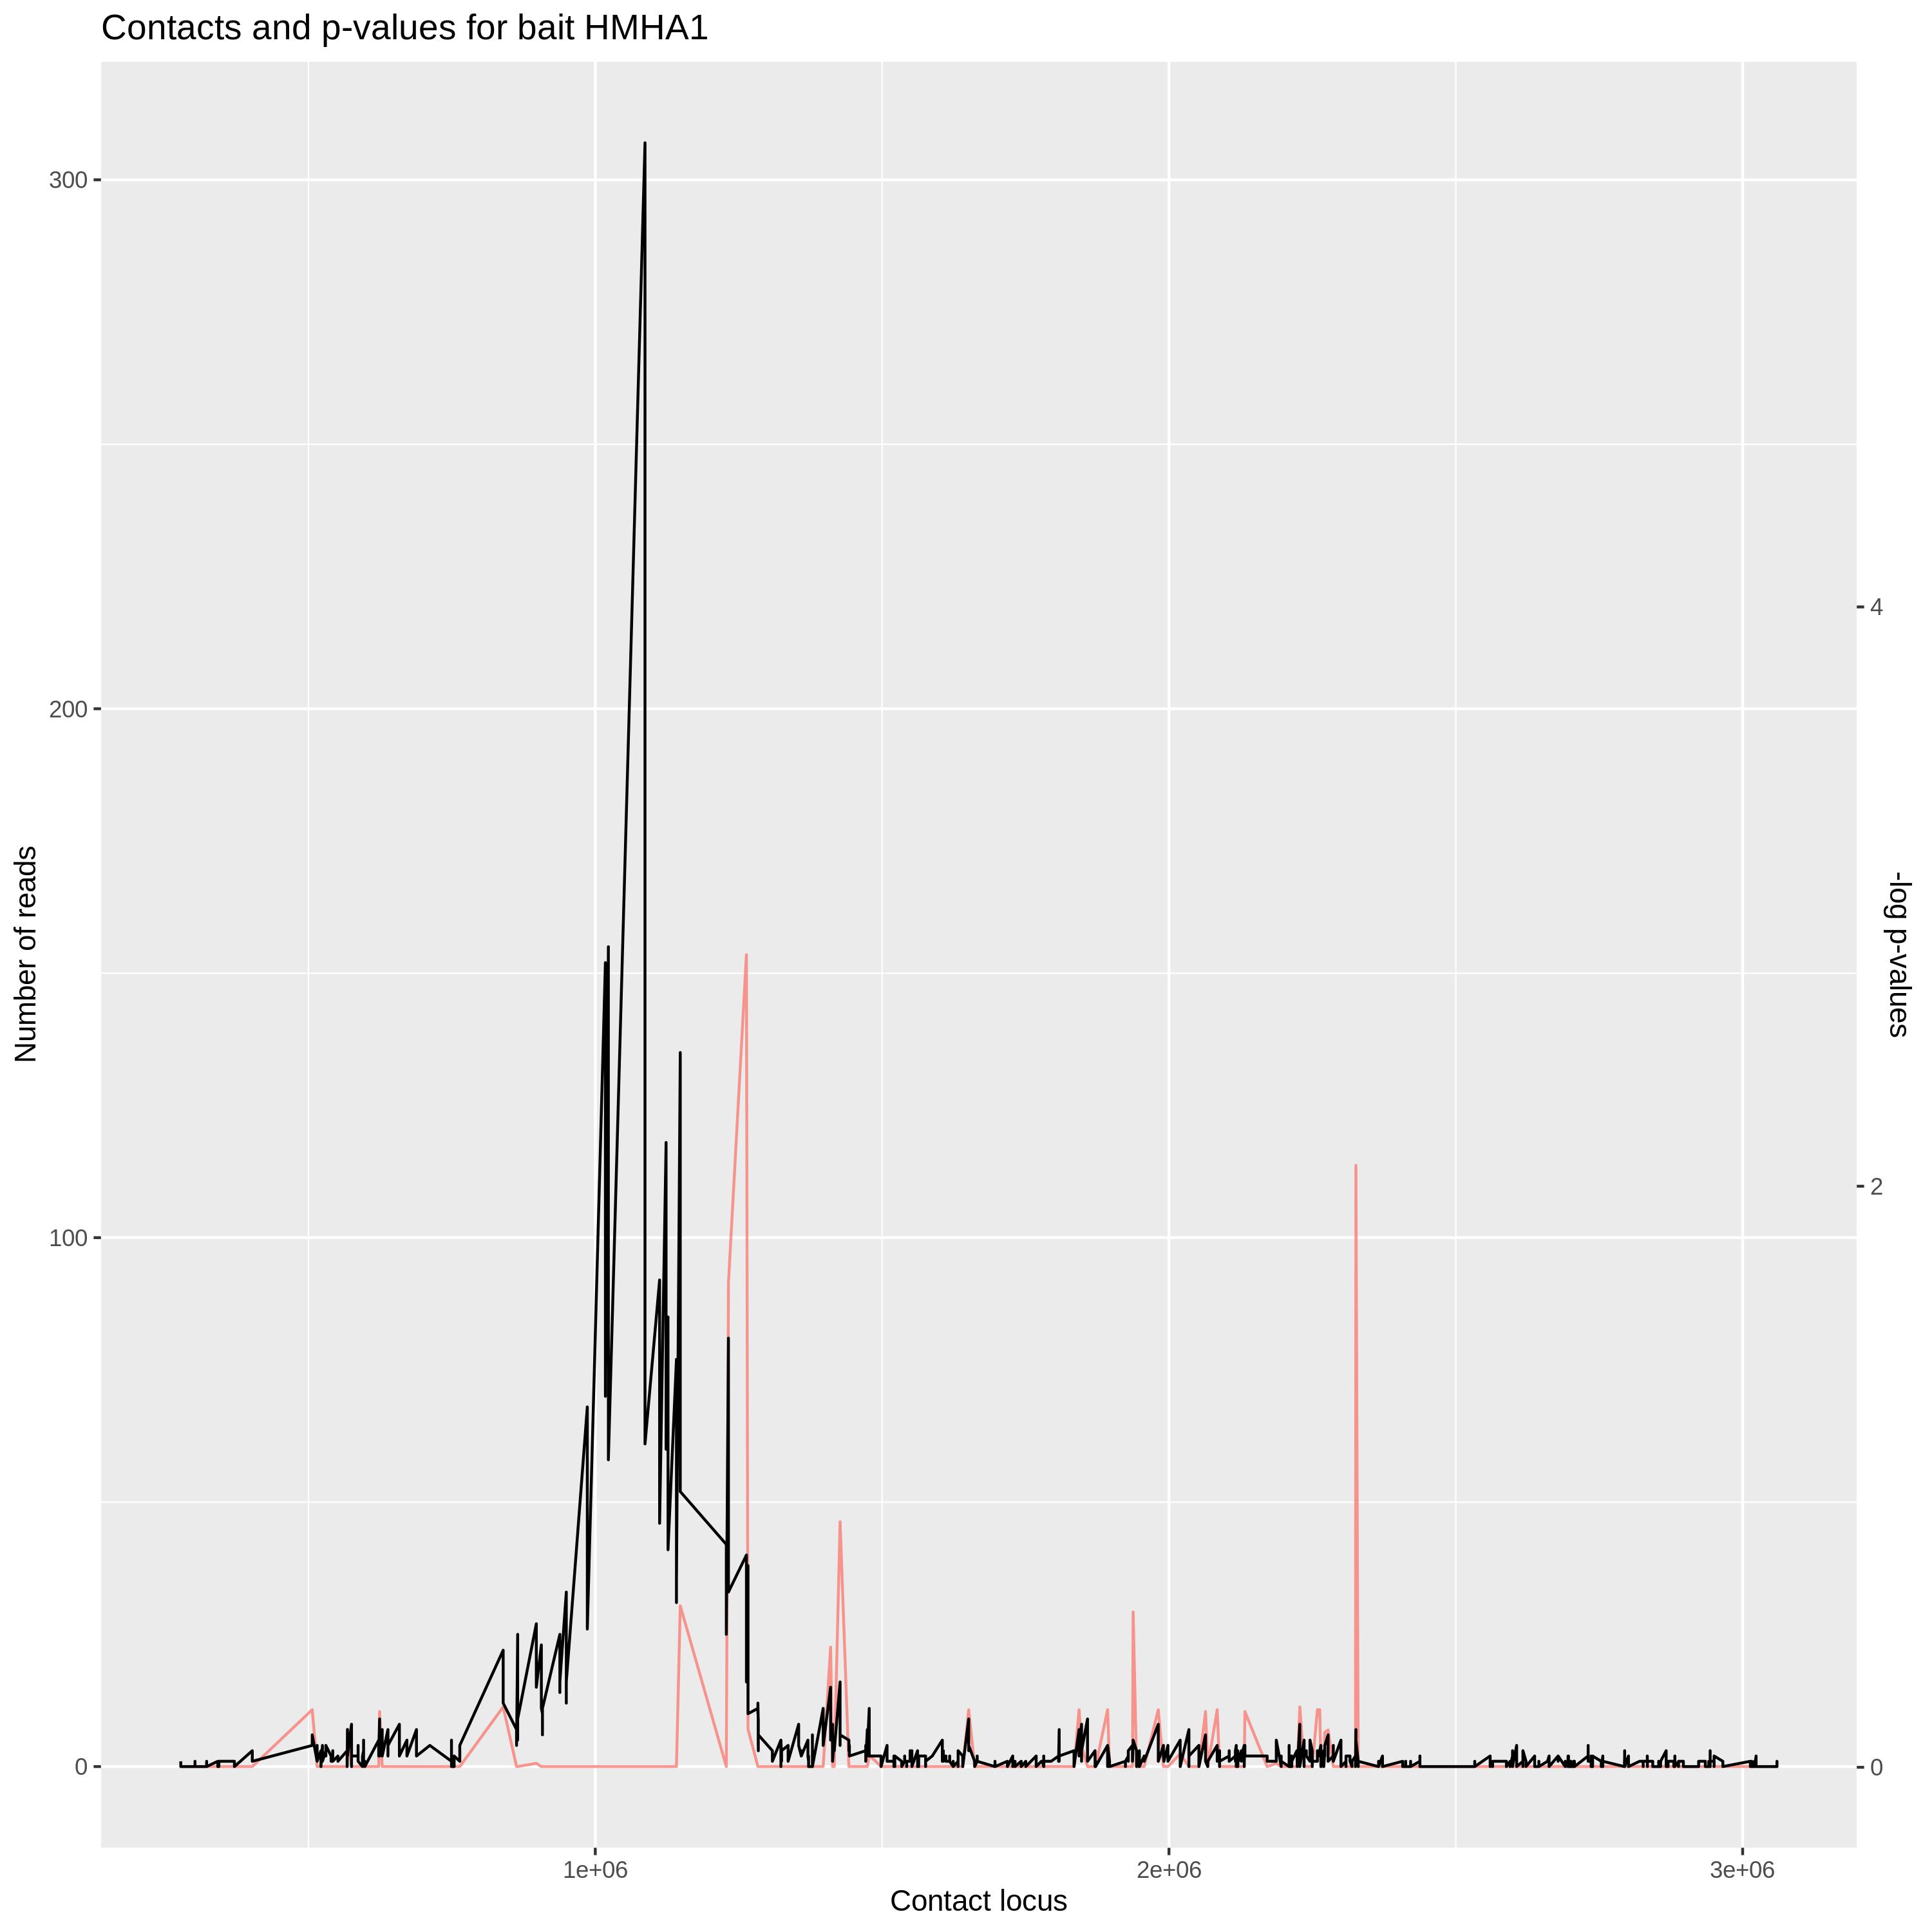 Contacts and p-values for bait HMHA1
300
200
100
0
Number of reads
4
2
0
-log p-values
1e+06
2e+06
3e+06
Contact locus